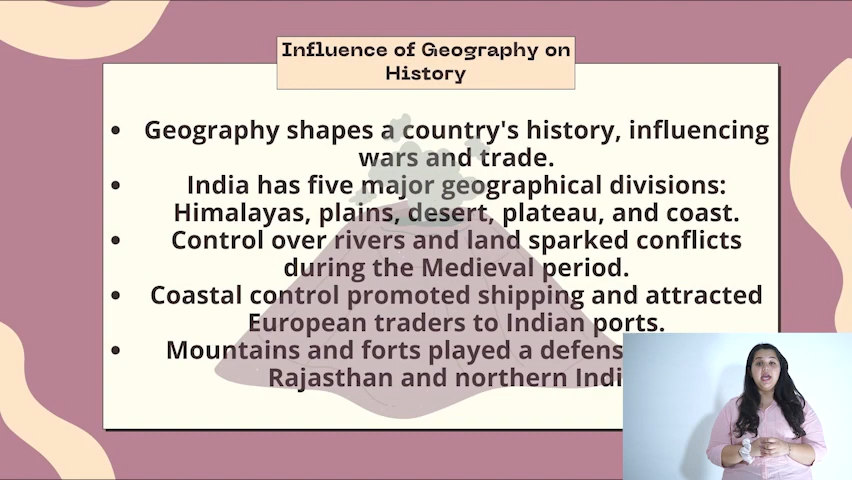 Influence of Geography on
History
• Geography shapes a country's history, influencing
wars and trade.
• India has five major geographical divisions:
Himalayas, plains, desert, plateau, and coast.
• Control over rivers and land sparked conflicts
during the Medieval period.
• Coastal control promoted shipping and attracted
European traders to Indian ports.
• Mountains and forts played a
Rajasthan and northern